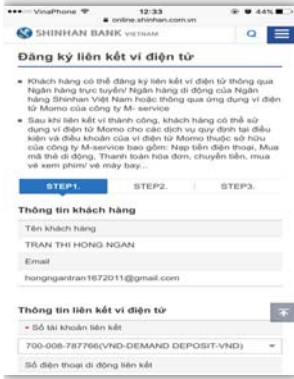 VinaPhone 12:33 44%
online.shinhan.com.vn
SHINHAN BANK VIETNAM
Đăng ký liên kết ví điện tử
Khách hàng có thể đăng ký liên kết ví điện tử thông qua
Ngân hàng trực tuyến/ Ngân hàng di động của Ngân
hàng Shinhan Việt Nam hoặc thông qua ứng dụng ví điện
tử Momo của công ty M- service
Sau khi liên kết ví thành công, khách hàng có thể sử
dụng ví điện tử Momo cho các dịch vụ quy định tại điều
kiện và điều khoản của ví điện tử Momo thuộc sở hữu
của công ty M-service bao gồm: Nạp tiền điện thoại, Mua
mã thẻ di động, Thanh toán hóa đơn, chuyển tiền, mua
vé xem phim/ vé máy bay...
STEP1. STEP2. STEP3.
Thông tin khách hàng
Tên khách hàng
TRAN THI HONG NGAN
Email
hongngantran1672011@gmail.com
Thông tin liên kết ví điện tử
Số tài khoản liên kết
700-008-787766(VND-DEMAND DEPOSIT-VND)
Số điện thoại di động liên kết